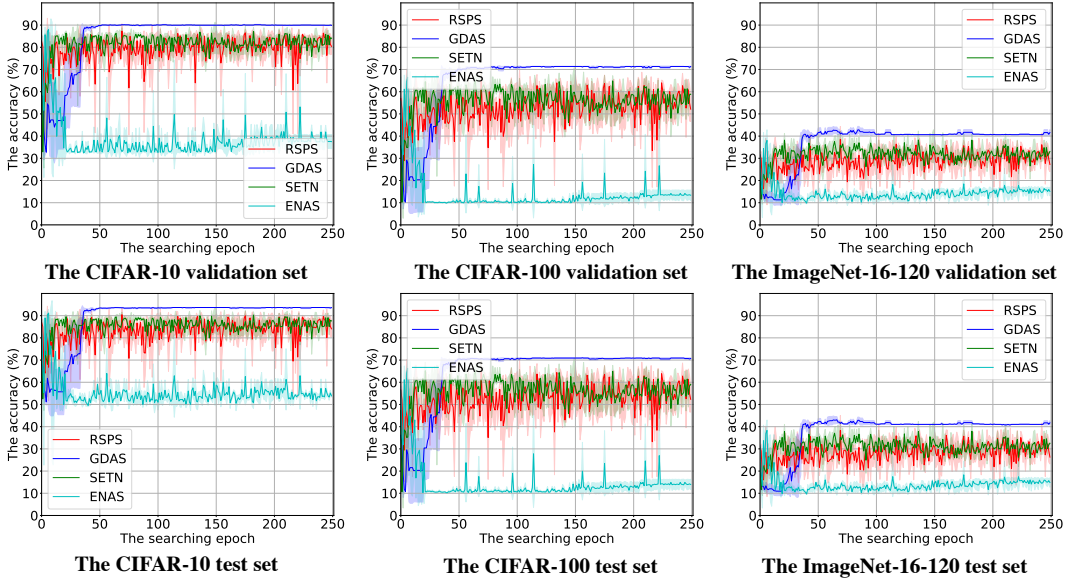 The accuracy (%)
90
80
70
60
50
40
30
20
10
0
RSPS
GDAS
SETN
ENAS
0 50 100 150 200 250
The searching epoch
The CIFAR-10 validation set
The accuracy (%)
90
80
70
60
50
40
30
20
10
0
RSPS
GDAS
SETN
ENAS
0 50 100 150 200 250
The searching epoch
The CIFAR-100 validation set
The accuracy (%)
90
80
70
60
50
40
30
20
10
0
RSPS
GDAS
SETN
ENAS
0 50 100 150 200 250
The searching epoch
The ImageNet-16-120 validation set
The accuracy (%)
90
80
70
60
50
40
30
20
10
0
RSPS
GDAS
SETN
ENAS
0 50 100 150 200 250
The searching epoch
The CIFAR-10 test set
The accuracy (%)
90
80
70
60
50
40
30
20
10
0
RSPS
GDAS
SETN
ENAS
0 50 100 150 200 250
The searching epoch
The CIFAR-100 test set
The accuracy (%)
90
80
70
60
50
40
30
20
10
0
RSPS
GDAS
SETN
ENAS
0 50 100 150 200 250
The searching epoch
The ImageNet-16-120 test set